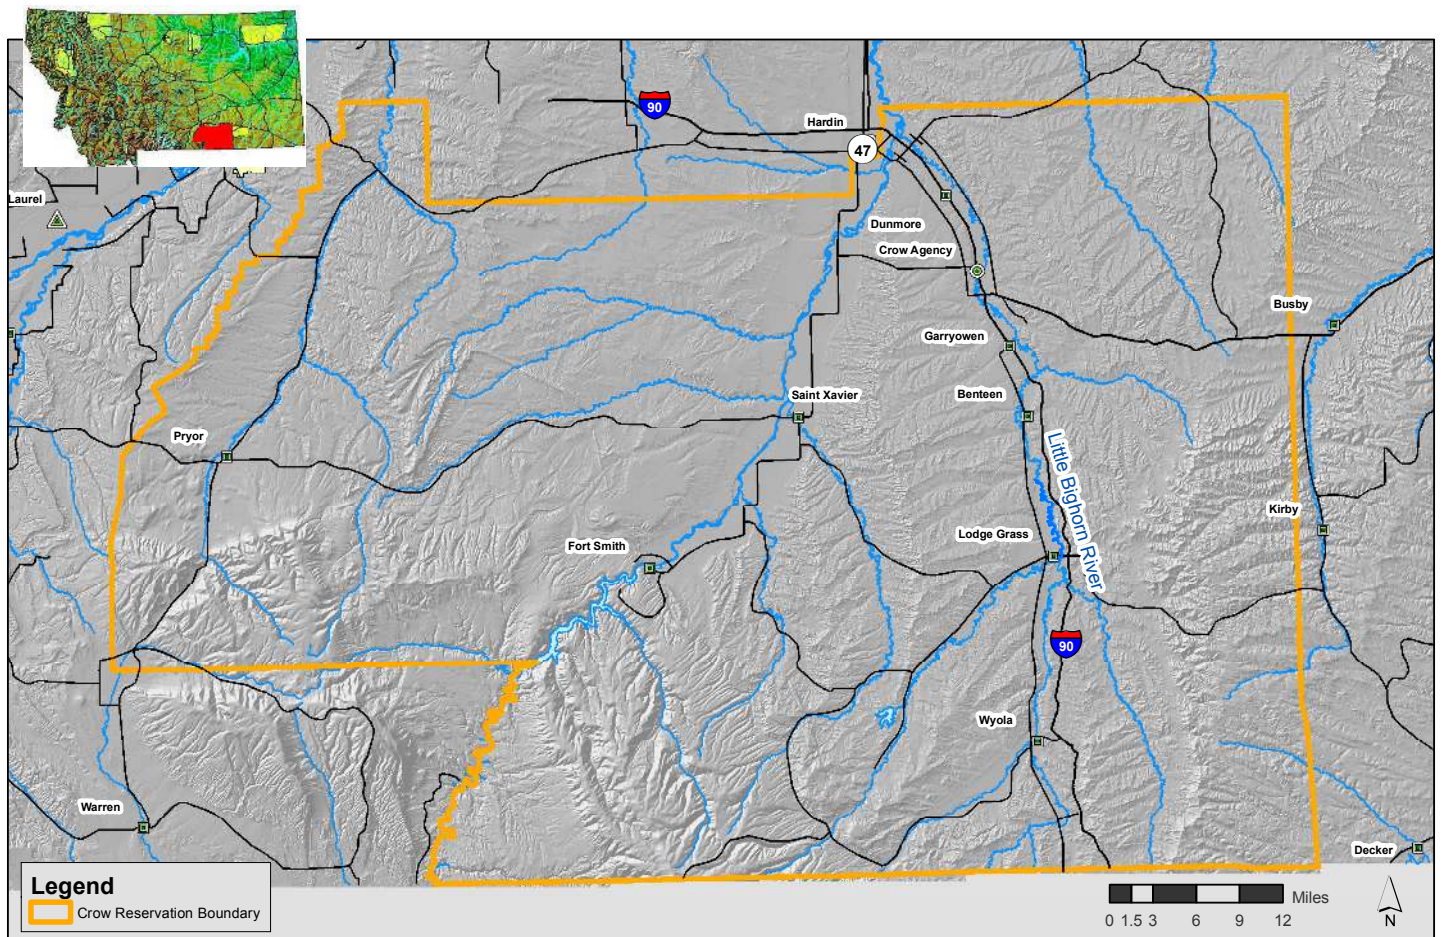 90
Hardin
47
Laurel
Dunmore
Crow Agency
Busby
Garryowen
Benteen
Saint Xavier
Pryor
Little Bighorn River
Kirby
Lodge Grass
Fort Smith
90
Wyola
Warren
Decker
Legend
Crow Reservation Boundary
Miles
0 1.5 3 6 9 12
N